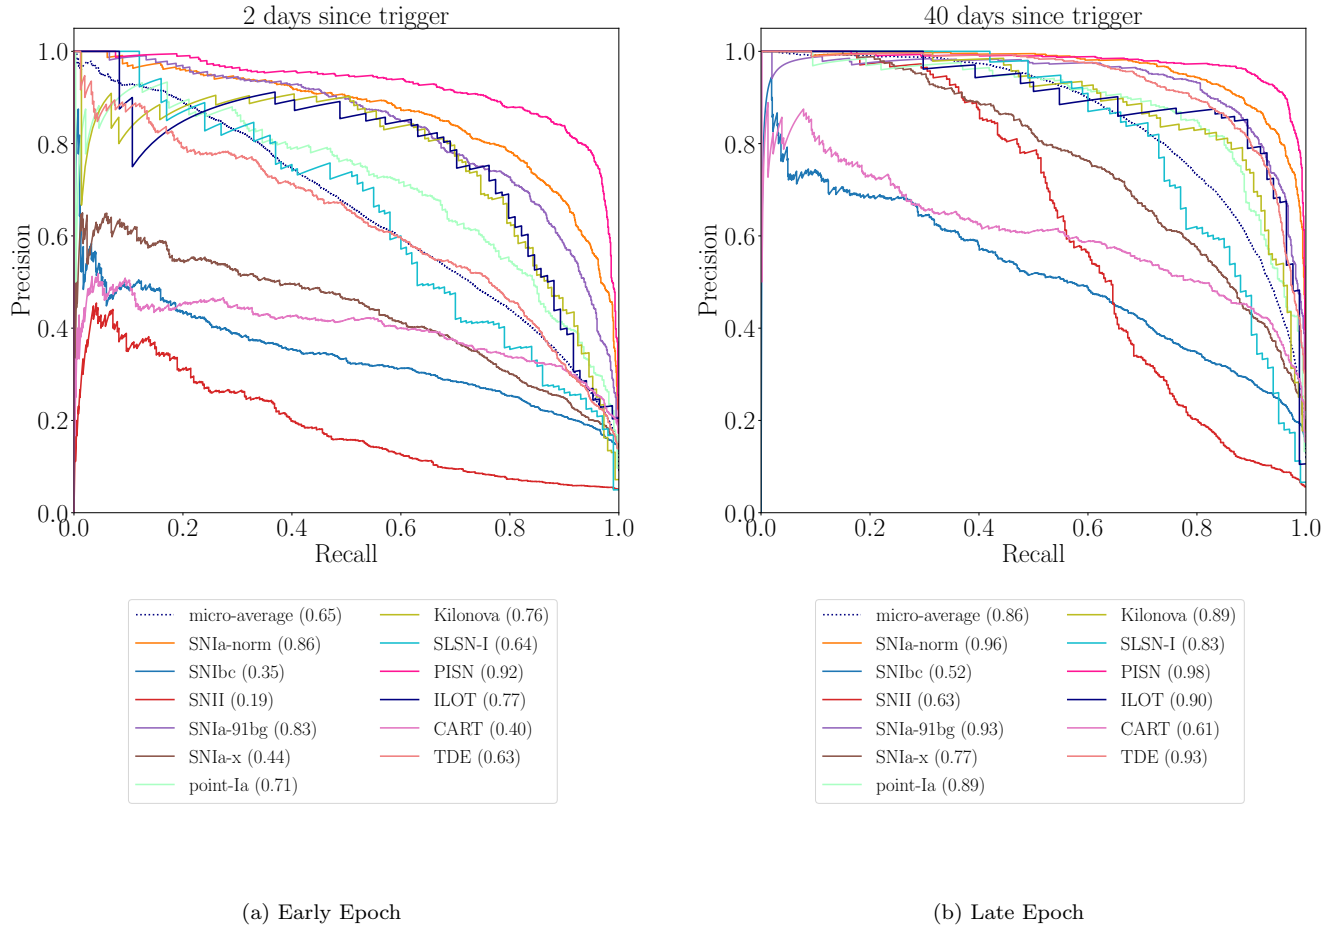 2 days since trigger
1.0
0.8
0.6
0.4
0.2
0.0
Precision
0.0
0.2
0.4
0.6
0.8
1.0
Recall
micro-average (0.65)
SNIa-norm (0.86)
SNIbc (0.35)
SNII (0.19)
SNIa-91bg (0.83)
SNIa-x (0.44)
point-Ia (0.71)
Kilonova (0.76)
SLSN-I (0.64)
PISN (0.92)
ILOT (0.77)
CART (0.40)
TDE (0.63)
(a) Early Epoch
40 days since trigger
1.0
0.8
0.6
0.4
0.2
0.0
Precision
0.0
0.2
0.4
0.6
0.8
1.0
Recall
micro-average (0.86)
SNIa-norm (0.96)
SNIbc (0.52)
SNII (0.63)
SNIa-91bg (0.93)
SNIa-x (0.77)
point-Ia (0.89)
Kilonova (0.89)
SLSN-I (0.83)
PISN (0.98)
ILOT (0.90)
CART (0.61)
TDE (0.93)
(b) Late Epoch